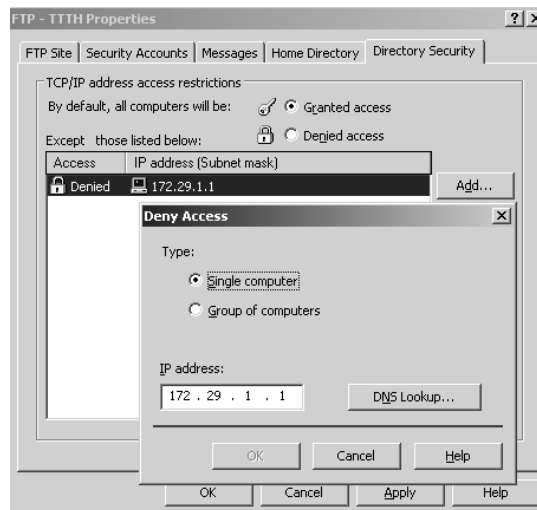 FTP - TTTH Properties ? x
FTP Site Security Accounts Messages Home Directory Directory Security
TCP/IP address access restrictions
By default, all computers will be: Granted access
Denied access
Except those listed below:
Access IP address (Subnet mask)
Denied 172.29.1.1 Add...
Deny Access x
Type:
Single computer
Group of computers
IP address:
172 . 29 . 1 . 1 DNS Lookup...
OK Cancel Help
OK Cancel Apply Help